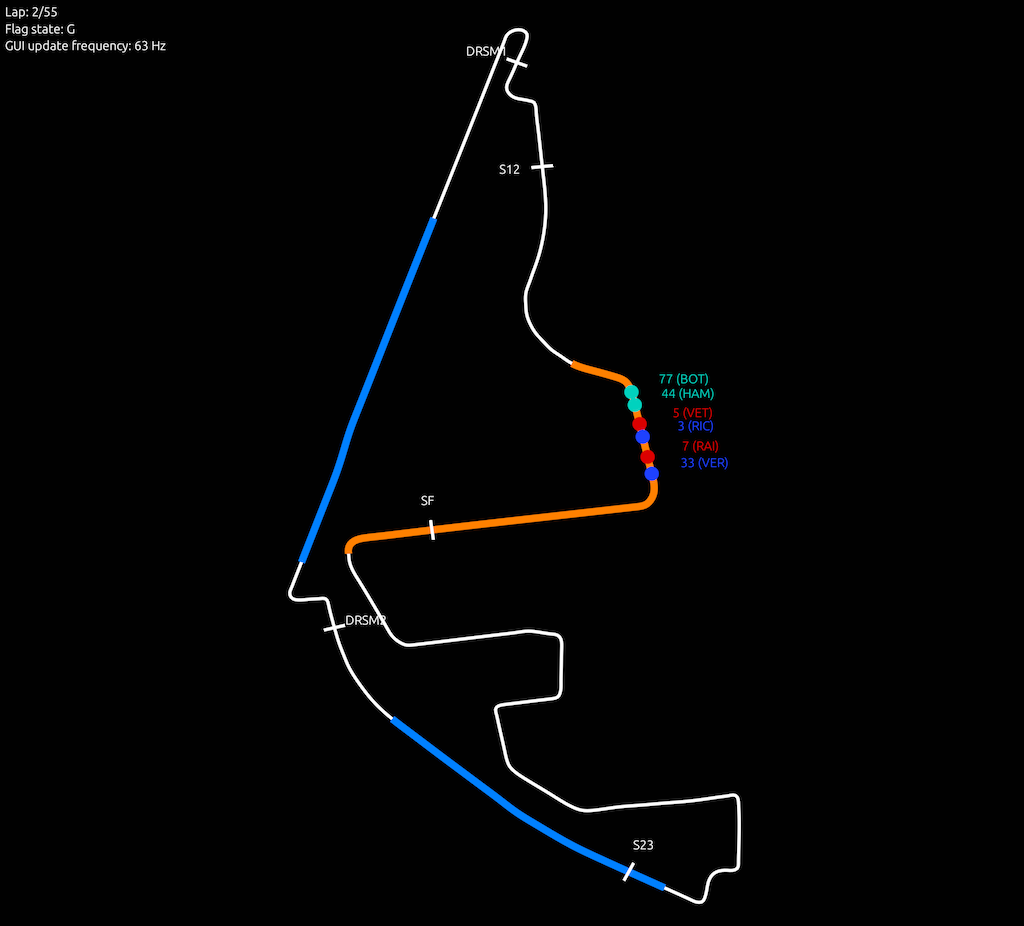 Lap: 2/55
Flag state: G
GUI update frequency: 63 Hz
DRSM1
S12
77 (BOT)
44 (HAM)
5 (VET)
3 (RIC)
7 (RAI)
33 (VER)
SF
DRSM2
S23